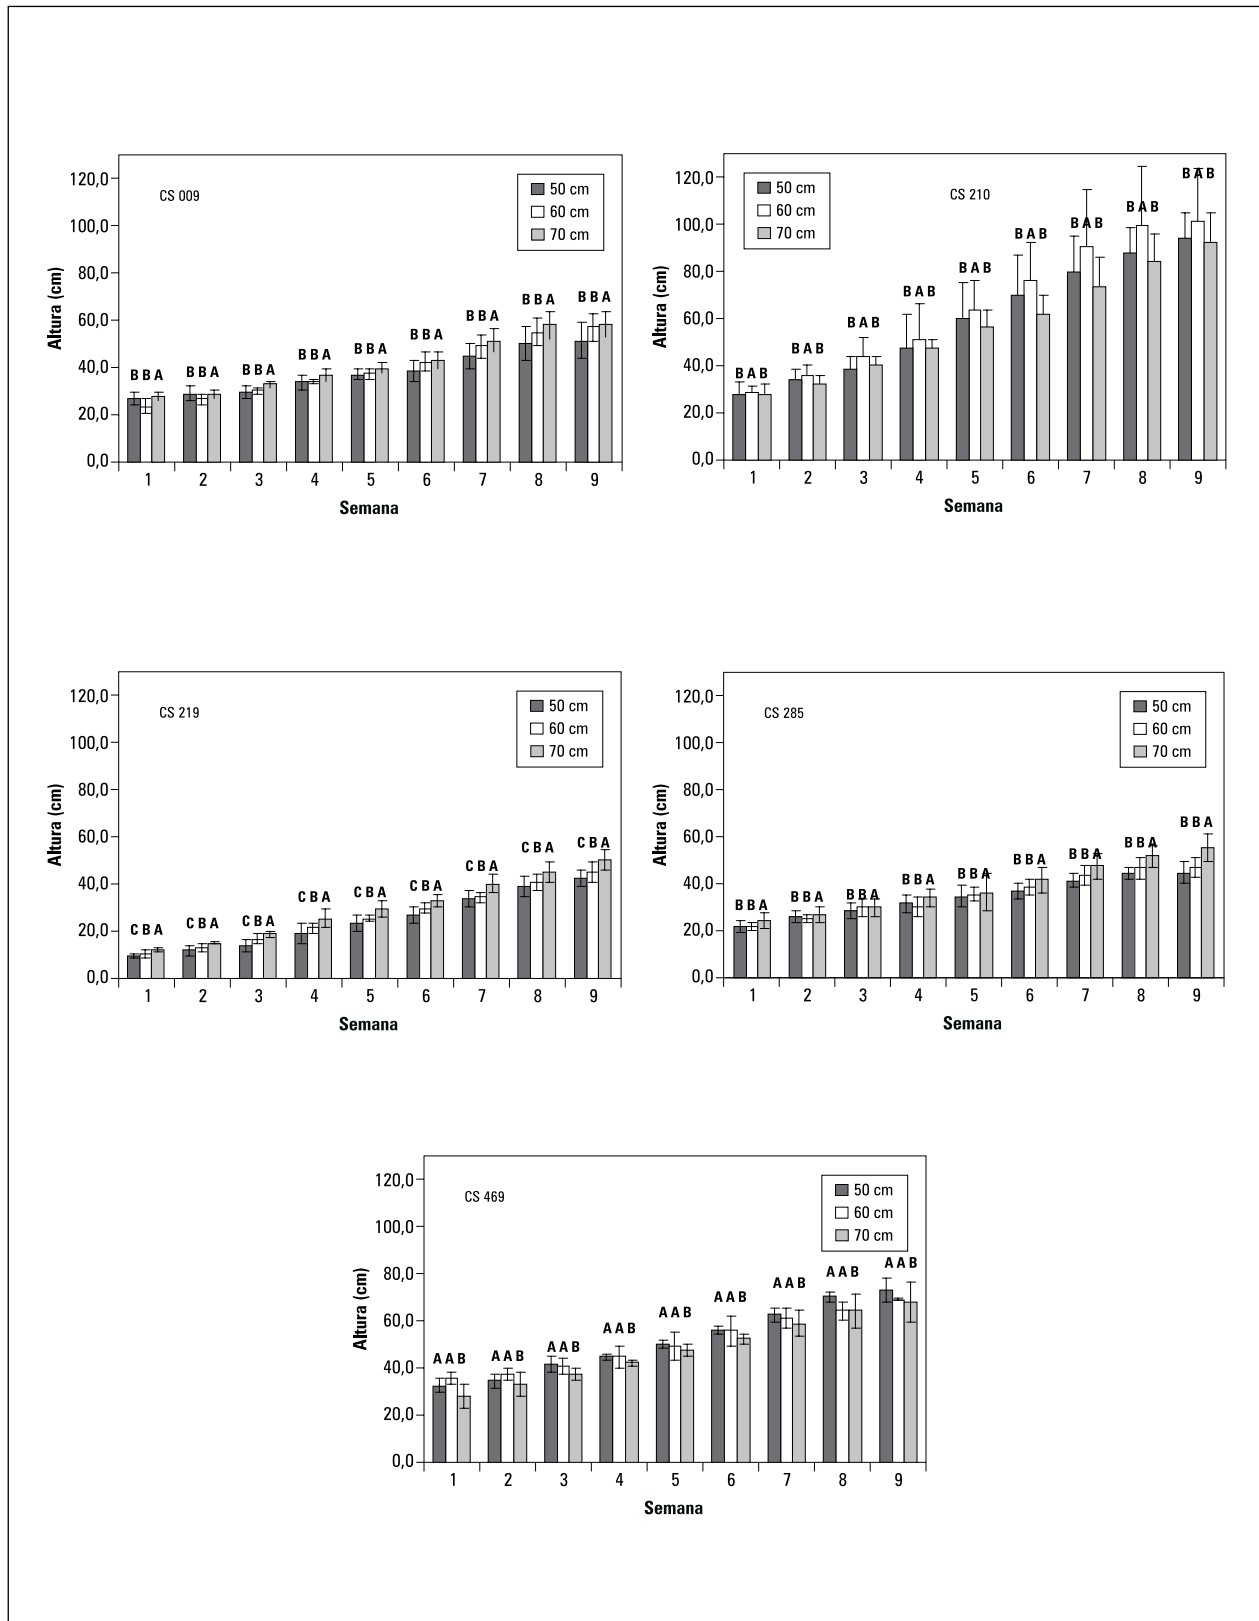 CS 009
50 cm
60 cm
70 cm
120,0
100,0
80,0
60,0
40,0
20,0
0,0
Altura (cm)
B B A B B A B B A B B A B B A B B A B B A B B A B B A
1 2 3 4 5 6 7 8 9
Semana
CS 210
50 cm
60 cm
70 cm
120,0
100,0
80,0
60,0
40,0
20,0
0,0
Altura (cm)
B A B B A B B A B B A B B A B B A B B A B B A B B A B
1 2 3 4 5 6 7 8 9
Semana
CS 219
50 cm
60 cm
70 cm
120,0
100,0
80,0
60,0
40,0
20,0
0,0
Altura (cm)
C B A C B A C B A C B A C B A C B A C B A C B A C B A
1 2 3 4 5 6 7 8 9
Semana
CS 285
50 cm
60 cm
70 cm
120,0
100,0
80,0
60,0
40,0
20,0
0,0
Altura (cm)
B B A B B A B B A B B A B B A B B A B B A B B A B B A
1 2 3 4 5 6 7 8 9
Semana
CS 469
50 cm
60 cm
70 cm
120,0
100,0
80,0
60,0
40,0
20,0
0,0
Altura (cm)
A A B A A B A A B A A B A A B A A B A A B A A B A A B
1 2 3 4 5 6 7 8 9
Semana